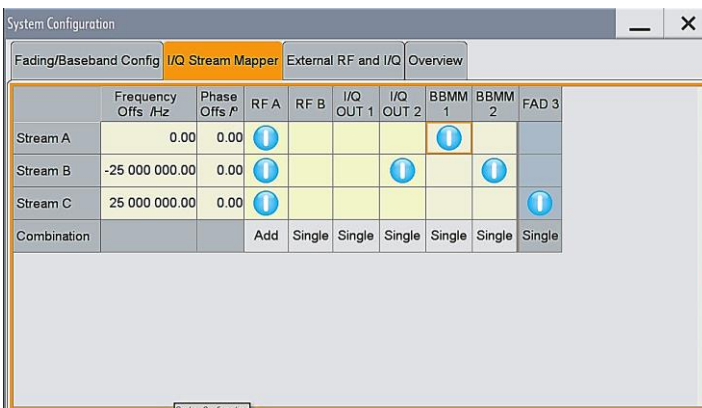 System Configuration
Fading/Baseband Config I/Q Stream Mapper External RF and I/Q Overview
Frequency Offs /Hz Phase Offs /° RF A RF B I/Q OUT 1 I/Q OUT 2 BBMM 1 BBMM 2 FAD 3
Stream A 0.00 0.00
Stream B -25 000 000.00 0.00
Stream C 25 000 000.00 0.00
Combination Add Single Single Single Single Single Single